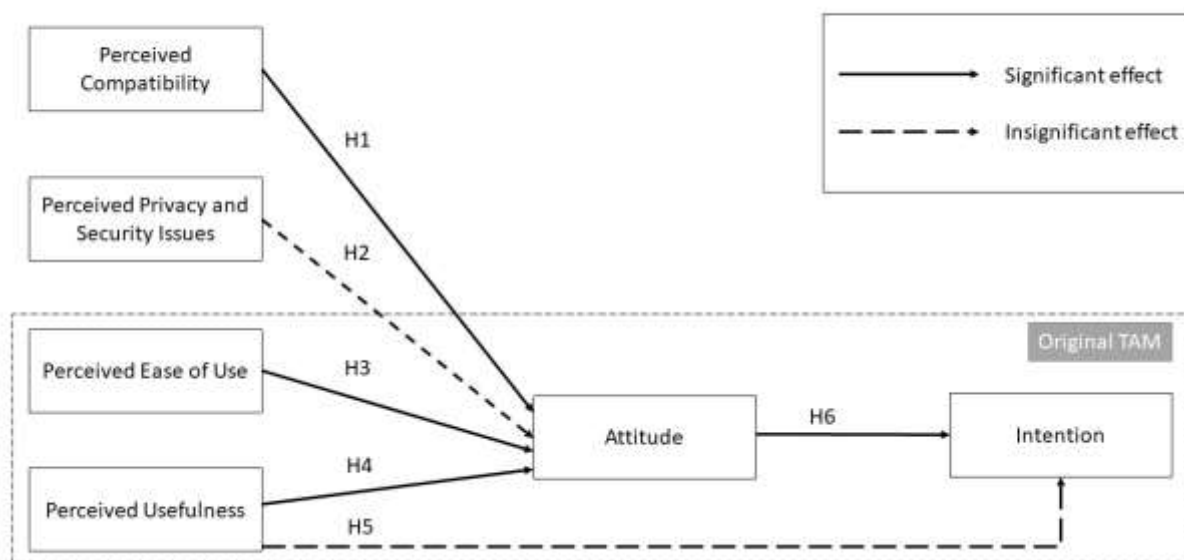 Perceived
Compatibility
Significant effect
Insignificant effect
H1
Perceived Privacy and
Security Issues
H2
Original TAM
Perceived Ease of Use
H3
Attitude
H6
Intention
H4
Perceived Usefulness
H5